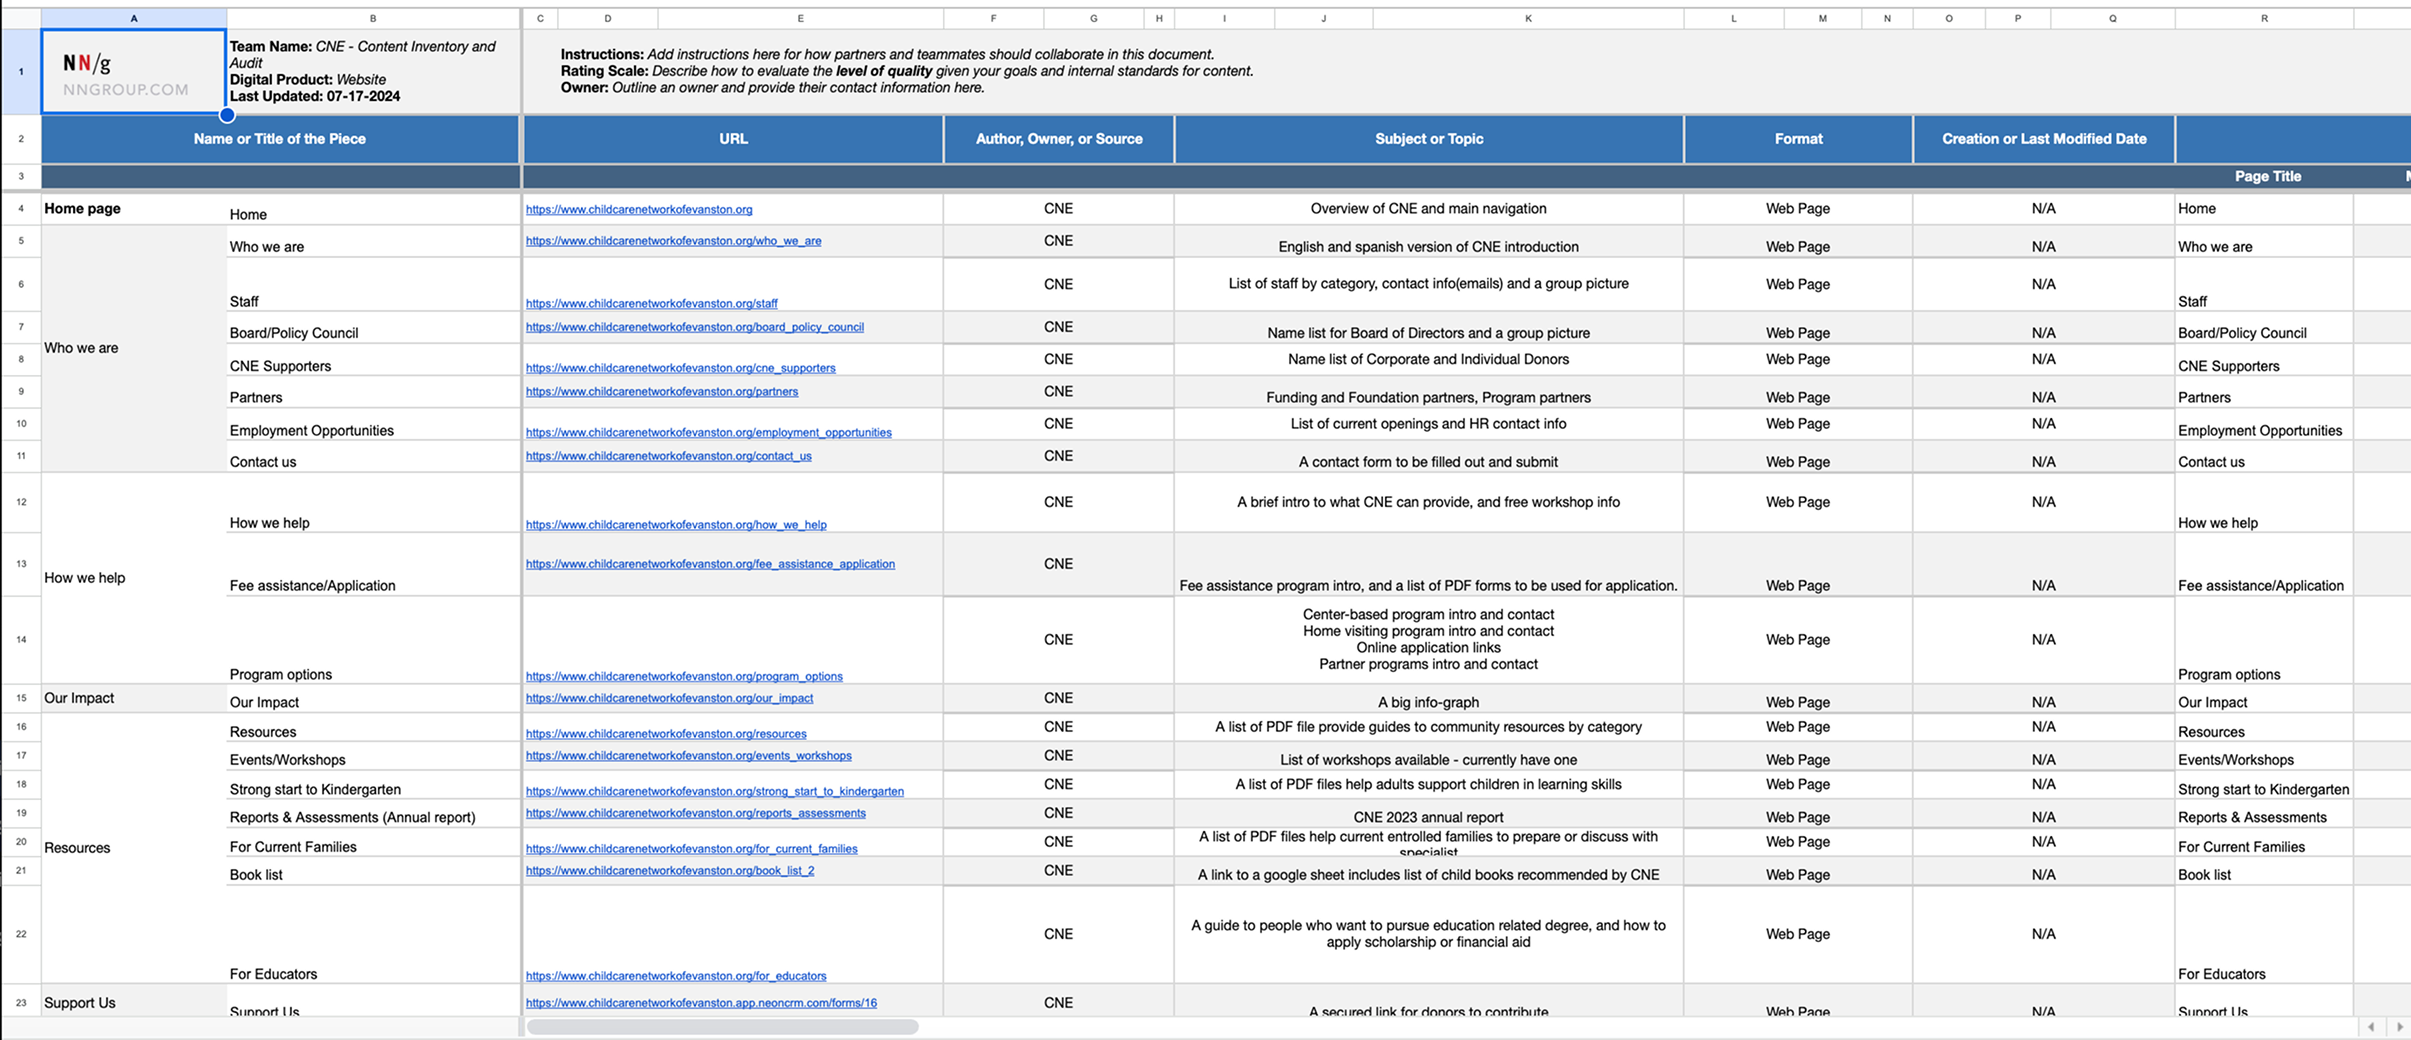 A B C D E F G H I J K L M N O P Q R
1
NN/g
NNGROUP.COM
Team Name: CNE - Content Inventory and
Audit
Digital Product: Website
Last Updated: 07-17-2024
Instructions: Add instructions here for how partners and teammates should collaborate in this document.
Rating Scale: Describe how to evaluate the level of quality given your goals and internal standards for content.
Owner: Outline an owner and provide their contact information here.
2 Name or Title of the Piece URL Author, Owner, or Source Subject or Topic Format Creation or Last Modified Date
3 Page Title
4 Home page Home https://www.childcarenetworkofevanston.org CNE Overview of CNE and main navigation Web Page N/A Home
5 Who we are https://www.childcarenetworkofevanston.org/who_we_are CNE English and spanish version of CNE introduction Web Page N/A Who we are
6 Staff https://www.childcarenetworkofevanston.org/staff CNE List of staff by category, contact info(emails) and a group picture Web Page N/A Staff
7 Board/Policy Council https://www.childcarenetworkofevanston.org/board_policy_council CNE Name list for Board of Directors and a group picture Web Page N/A Board/Policy Council
Who we are
8 CNE Supporters https://www.childcarenetworkofevanston.org/cne_supporters CNE Name list of Corporate and Individual Donors Web Page N/A CNE Supporters
9 Partners https://www.childcarenetworkofevanston.org/partners CNE Funding and Foundation partners, Program partners Web Page N/A Partners
10 Employment Opportunities https://www.childcarenetworkofevanston.org/employment_opportunities CNE List of current openings and HR contact info Web Page N/A Employment Opportunities
11 Contact us https://www.childcarenetworkofevanston.org/contact_us CNE A contact form to be filled out and submit Web Page N/A Contact us
12 How we help https://www.childcarenetworkofevanston.org/how_we_help CNE A brief intro to what CNE can provide, and free workshop info Web Page N/A How we help
How we help
13 Fee assistance/Application https://www.childcarenetworkofevanston.org/fee_assistance_application CNE Fee assistance program intro, and a list of PDF forms to be used for application. Web Page N/A Fee assistance/Application
Center-based program intro and contact
Home visiting program intro and contact
Online application links
Partner programs intro and contact
14 Program options https://www.childcarenetworkofevanston.org/program_options CNE Web Page N/A Program options
15 Our Impact Our Impact https://www.childcarenetworkofevanston.org/our_impact CNE A big info-graph Web Page N/A Our Impact
16 Resources https://www.childcarenetworkofevanston.org/resources CNE A list of PDF file provide guides to community resources by category Web Page N/A Resources
17 Events/Workshops https://www.childcarenetworkofevanston.org/events_workshops CNE List of workshops available - currently have one Web Page N/A Events/Workshops
18 Strong start to Kindergarten https://www.childcarenetworkofevanston.org/strong_start_to_kindergarten CNE A list of PDF files help adults support children in learning skills Web Page N/A Strong start to Kindergarten
19 Reports & Assessments (Annual report) https://www.childcarenetworkofevanston.org/reports_assessments CNE CNE 2023 annual report Web Page N/A Reports & Assessments
20 Resources For Current Families https://www.childcarenetworkofevanston.org/for_current_families CNE A list of PDF files help current enrolled families to prepare or discuss with Web Page N/A For Current Families
specialist
21 Book list https://www.childcarenetworkofevanston.org/book_list_2 CNE A link to a google sheet includes list of child books recommended by CNE Web Page N/A Book list
22 For Educators https://www.childcarenetworkofevanston.org/for_educators CNE A guide to people who want to pursue education related degree, and how to Web Page N/A For Educators
apply scholarship or financial aid
23 Support Us Support Us https://www.childcarenetworkofevanston.app.neoncrm.com/forms/16 CNE A secured link for donors to contribute Web Page N/A Support Us